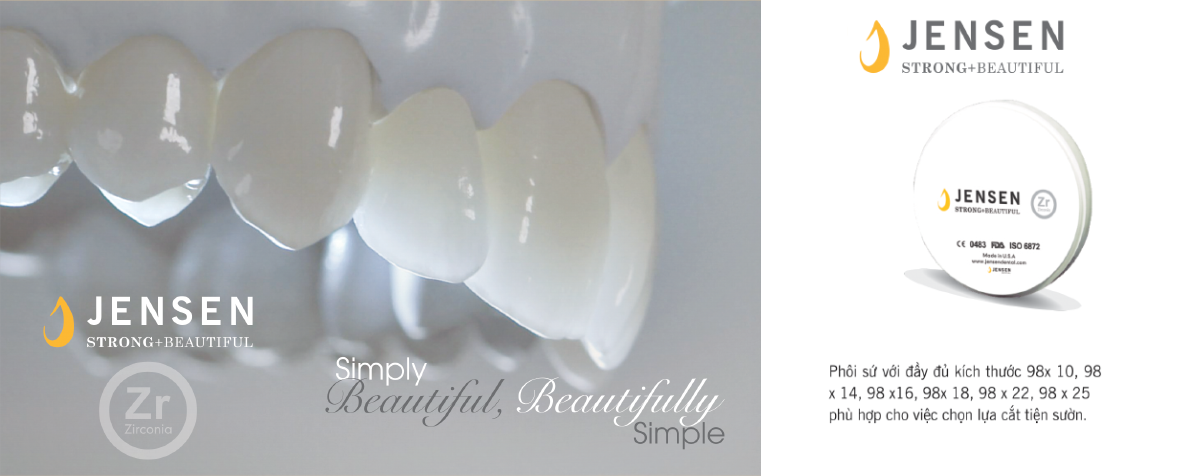 JENSEN
STRONG+BEAUTIFUL
Zr
Zirconia
Simply
Beautiful, Beautifully
Simple
JENSEN
STRONG+BEAUTIFUL
JENSEN
STRONG+BEAUTIFUL
Zr
Zirconia
CE 0483 FDA ISO 6872
Made in U.S.A
www.jensendental.com
JENSEN
Phôi sứ với đầy đủ kích thước 98x 10, 98
x 14, 98 x16, 98x 18, 98 x 22, 98 x 25
phù hợp cho việc chọn lựa cắt tiện sườn.